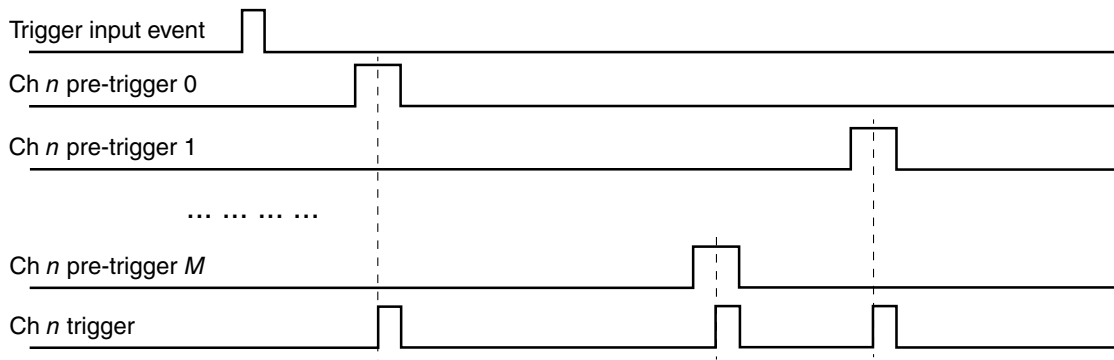 Trigger input event
Ch n pre-trigger 0
Ch n pre-trigger 1
... ... ... ...
Ch n pre-trigger M
Ch n trigger